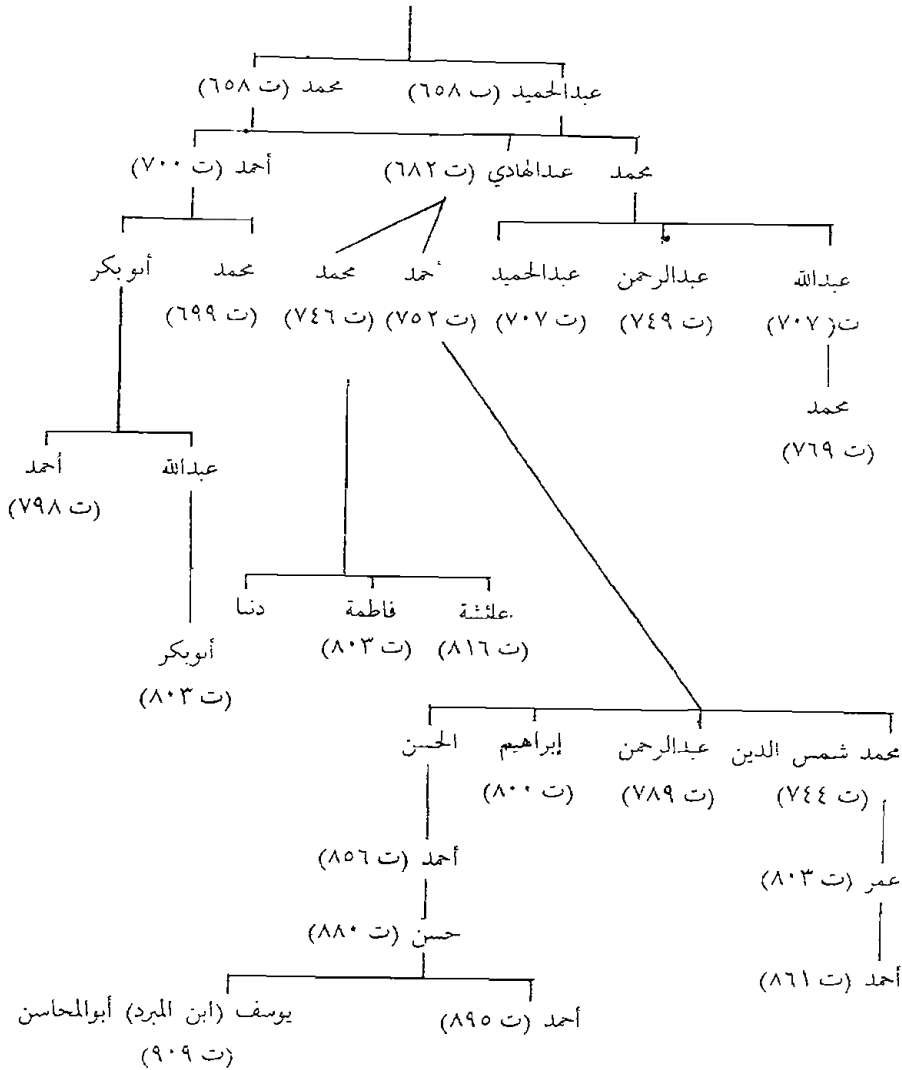 عبدالحميد (ت ٦٥٨) محمد (ت ٦٥٨)
محمد عبدالهادي (ت ٦٨٢) أحمد (ت ٧٠٠)
عبدالله عبدالرحمن عبدالحميد أحمد محمد محمد أبوبكر
ت( ٧٠٧) (ت ٧٤٩) (ت ٧٠٧) (ت ٧٥٢) (ت ٧٤٦) (ت ٦٩٩)
محمد
(ت ٧٦٩)
عبدالله أحمد
(ت ٧٩٨)
عائشة فاطمة دنيا
(ت ٨١٦) (ت ٨٠٣)
أبوبكر
(ت ٨٠٣)
محمد شمس الدين عبدالرحمن إبراهيم الحسن
(ت ٧٤٤) (ت ٧٨٩) (ت ٨٠٠)
أحمد (ت ٨٥٦)
عمر (ت ٨٠٣)
حسن (ت ٨٨٠)
أحمد (ت ٨٦١)
أحمد (ت ٨٩٥) يوسف (ابن المبرد) أبوالمحاسن
(ت ٩٠٩)